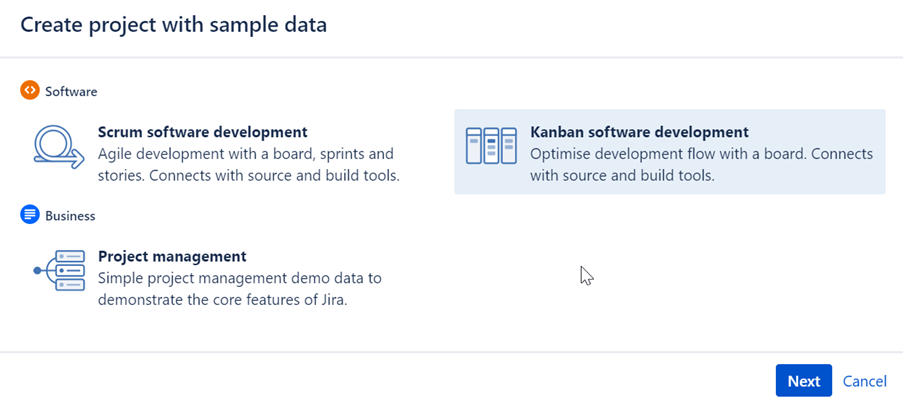 Create project with sample data
Software
Scrum software development
Agile development with a board, sprints and
stories. Connects with source and build tools.
Kanban software development
Optimise development flow with a board. Connects
with source and build tools.
Business
Project management
Simple project management demo data to
demonstrate the core features of Jira.
Next
Cancel